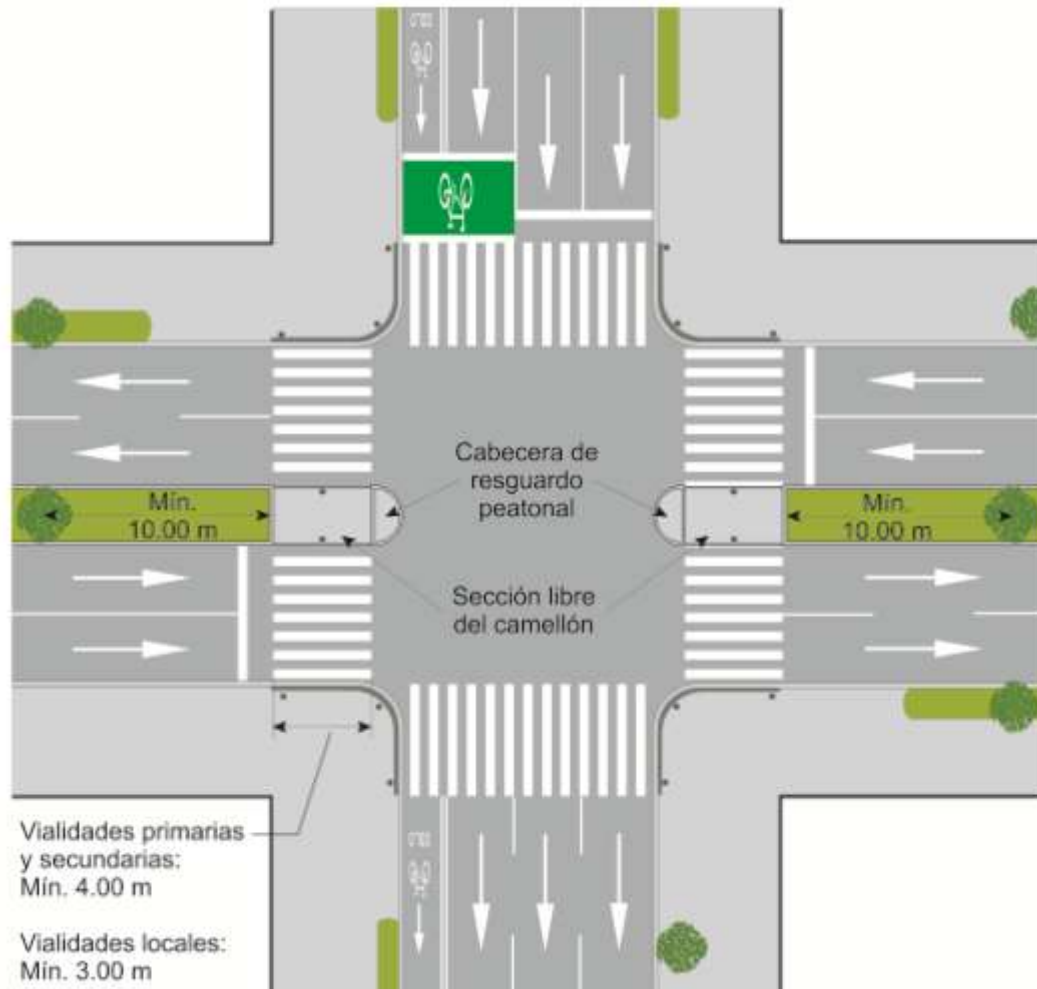 Cabecera de
resguardo
peatonal
Mín.
10.00 m
Mín.
10.00 m
Sección libre
del camellón
Vialidades primarias
y secundarias:
Mín. 4.00 m
Vialidades locales:
Mín. 3.00 m